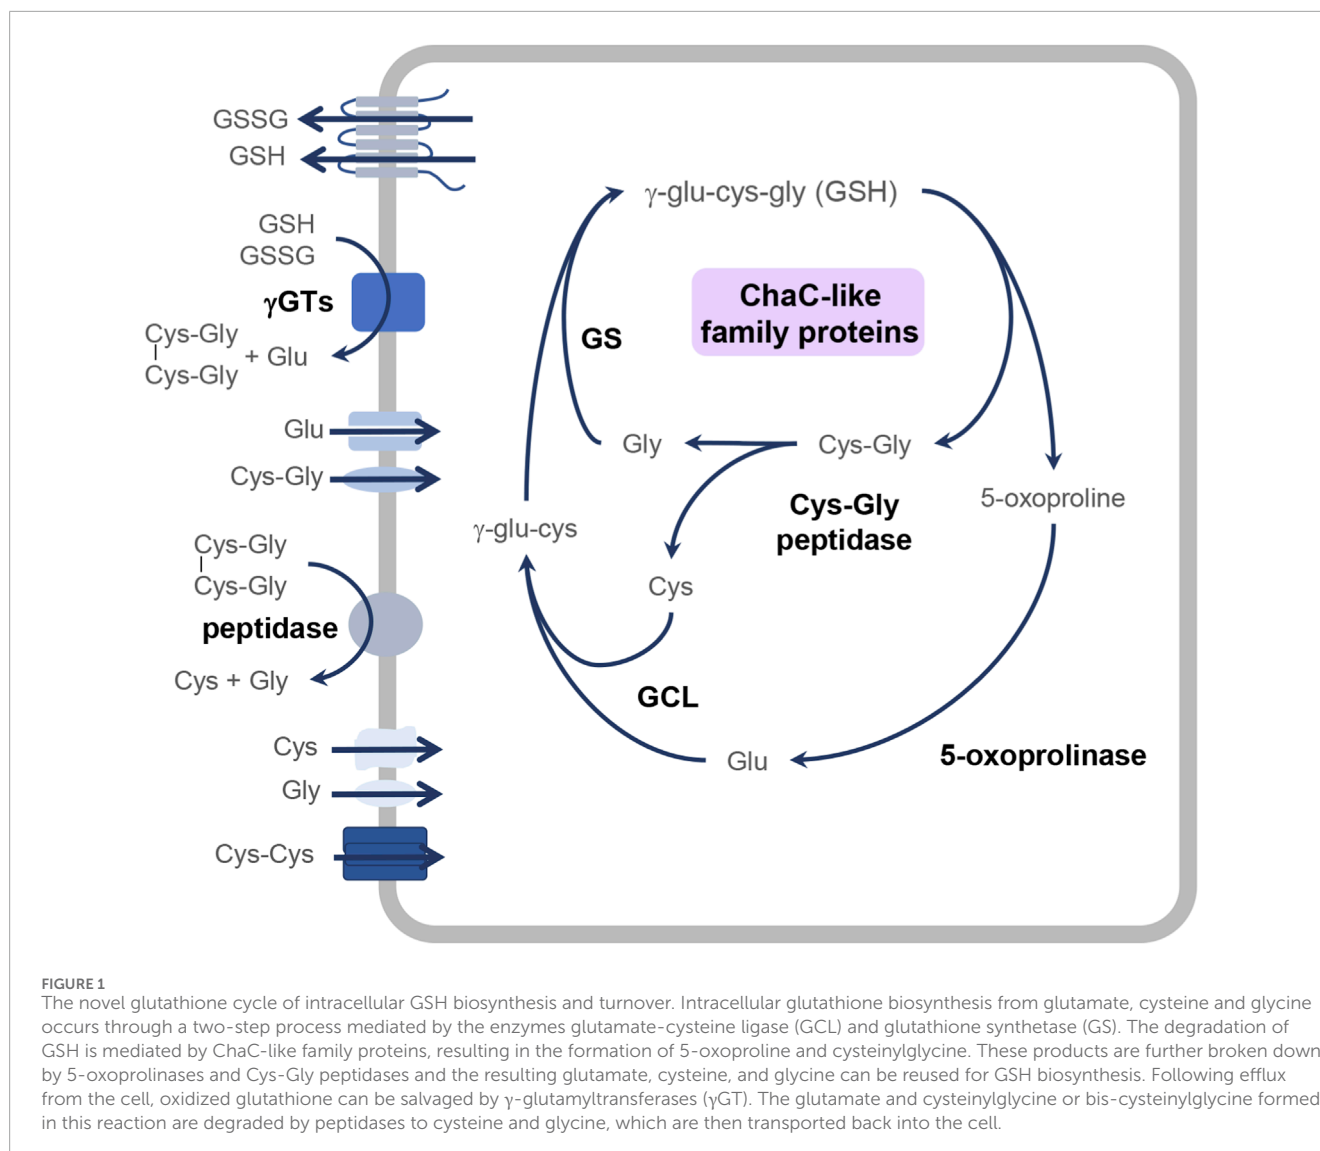 GSSG
GSH
GSH
GSSG
γGTs
Cys-Gly
Cys-Gly
+ Glu
Glu
Cys-Gly
Cys-Gly
Cys-Gly
peptidase
Cys + Gly
Cys
Gly
Cys-Cys
γ-glu-cys-gly (GSH)
ChaC-like
family proteins
GS
Gly
Cys-Gly
Cys-Gly
peptidase
5-oxoproline
γ-glu-cys
Cys
GCL
Glu
5-oxoprolinase
FIGURE 1
The novel glutathione cycle of intracellular GSH biosynthesis and turnover. Intracellular glutathione biosynthesis from glutamate, cysteine and glycine
occurs through a two-step process mediated by the enzymes glutamate-cysteine ligase (GCL) and glutathione synthetase (GS). The degradation of
GSH is mediated by ChaC-like family proteins, resulting in the formation of 5-oxoproline and cysteinylglycine. These products are further broken down
by 5-oxoprolinases and Cys-Gly peptidases and the resulting glutamate, cysteine, and glycine can be reused for GSH biosynthesis. Following efflux
from the cell, oxidized glutathione can be salvaged by γ-glutamyltransferases (γGT). The glutamate and cysteinylglycine or bis-cysteinylglycine formed
in this reaction are degraded by peptidases to cysteine and glycine, which are then transported back into the cell.